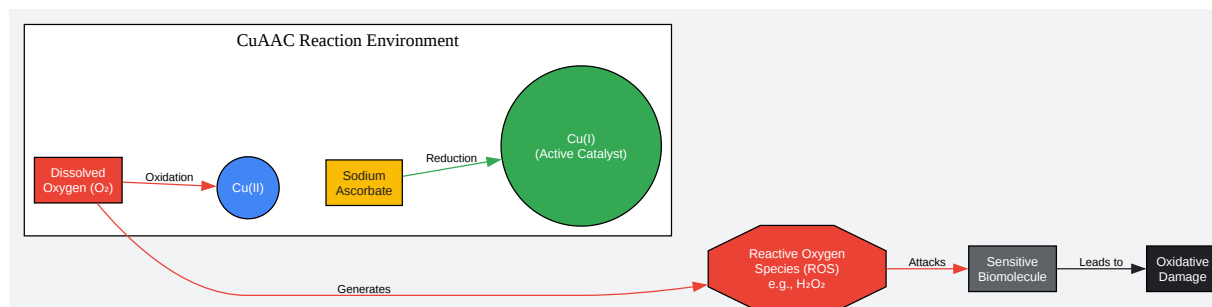 CuAAC Reaction Environment
Dissolved
Oxygen (O₂)
Oxidation
Cu(II)
Sodium
Ascorbate
Reduction
Cu(I)
(Active Catalyst)
Generates
Reactive Oxygen
Species (ROS)
e.g., H₂O₂
Attacks
Sensitive
Biomolecule
Leads to
Oxidative
Damage